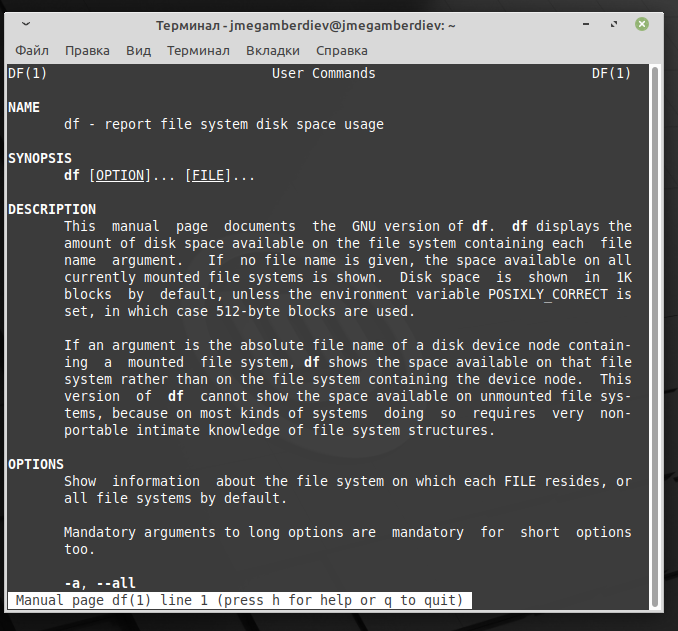 Терминал - jmegamberdiev@jmegamberdiev: ~
Файл Правка Вид Терминал Вкладки Справка
DF(1) User Commands DF(1)
NAME
df - report file system disk space usage
SYNOPSIS
df [OPTION]... [FILE]...
DESCRIPTION
This manual page documents the GNU version of df. df displays the
amount of disk space available on the file system containing each file
name argument. If no file name is given, the space available on all
currently mounted file systems is shown. Disk space is shown in 1K
blocks by default, unless the environment variable POSIXLY_CORRECT is
set, in which case 512-byte blocks are used.
If an argument is the absolute file name of a disk device node contain-
ing a mounted file system, df shows the space available on that file
system rather than on the file system containing the device node. This
version of df cannot show the space available on unmounted file sys-
tems, because on most kinds of systems doing so requires very non-
portable intimate knowledge of file system structures.
OPTIONS
Show information about the file system on which each FILE resides, or
all file systems by default.
Mandatory arguments to long options are mandatory for short options
too.
-a, --all
Manual page df(1) line 1 (press h for help or q to quit)